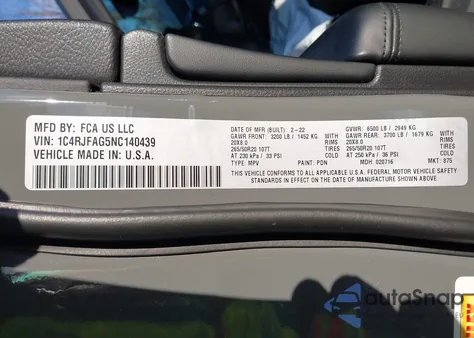 MFD BY: FCA US LLC
VIN: 1C4RJFAG5NC140439
VEHICLE MADE IN: U.S.A.
DATE OF MFR (BUILT): 2-22 GVWR: 6500 LB / 2949 KG
GAWR FRONT: 3200 LB / 1452 KG WITH GAWR REAR: 3700 LB / 1679 KG WITH
20X8.0 RIMS 20X8.0 RIMS
265/50R20 107T TIRES 265/50R20 107T TIRES
AT 230 kPa / 33 PSI COLD AT 250 kPa / 36 PSI COLD
TYPE: MPV PAINT: PDN MDH: 020716 MKT: 875
THIS VEHICLE CONFORMS TO ALL APPLICABLE U.S.A. FEDERAL MOTOR VEHICLE SAFETY
STANDARDS IN EFFECT ON THE DATE OF MANUFACTURE SHOWN ABOVE
autoSnap